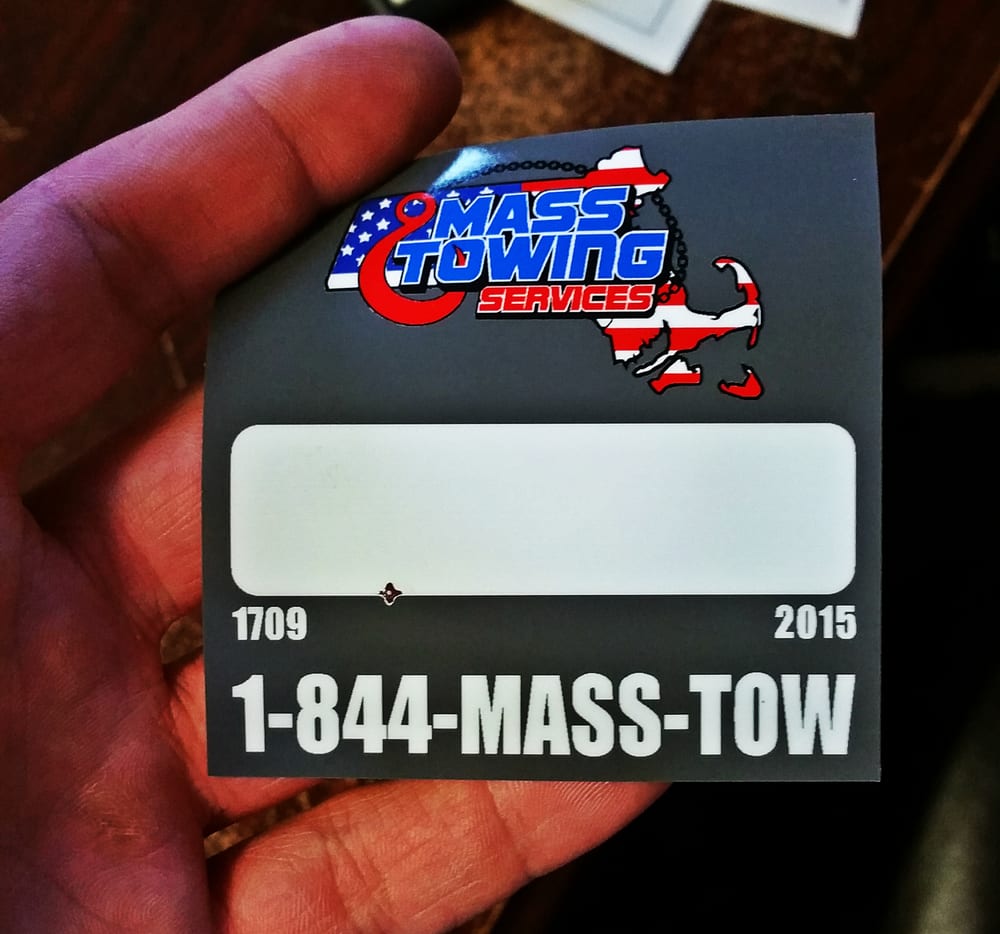 MASS
TOWING
SERVICES
1709 2015
1-844-MASS-TOW